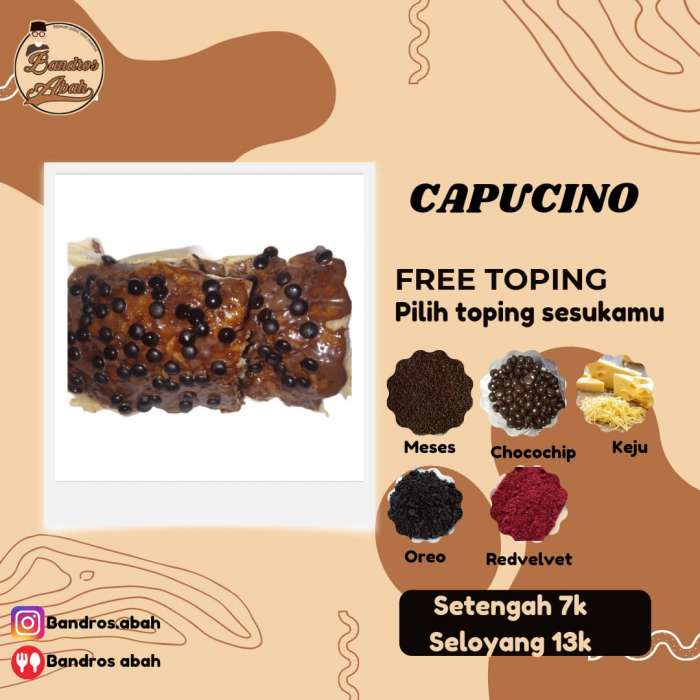 Bandros
Abah
CAPUCINO
FREE TOPING
Pilih toping sesukamu
Meses
Chocochip
Keju
Oreo
Redvelvet
Setengah 7k
Seloyang 13k
Bandros.abah
Bandros abah